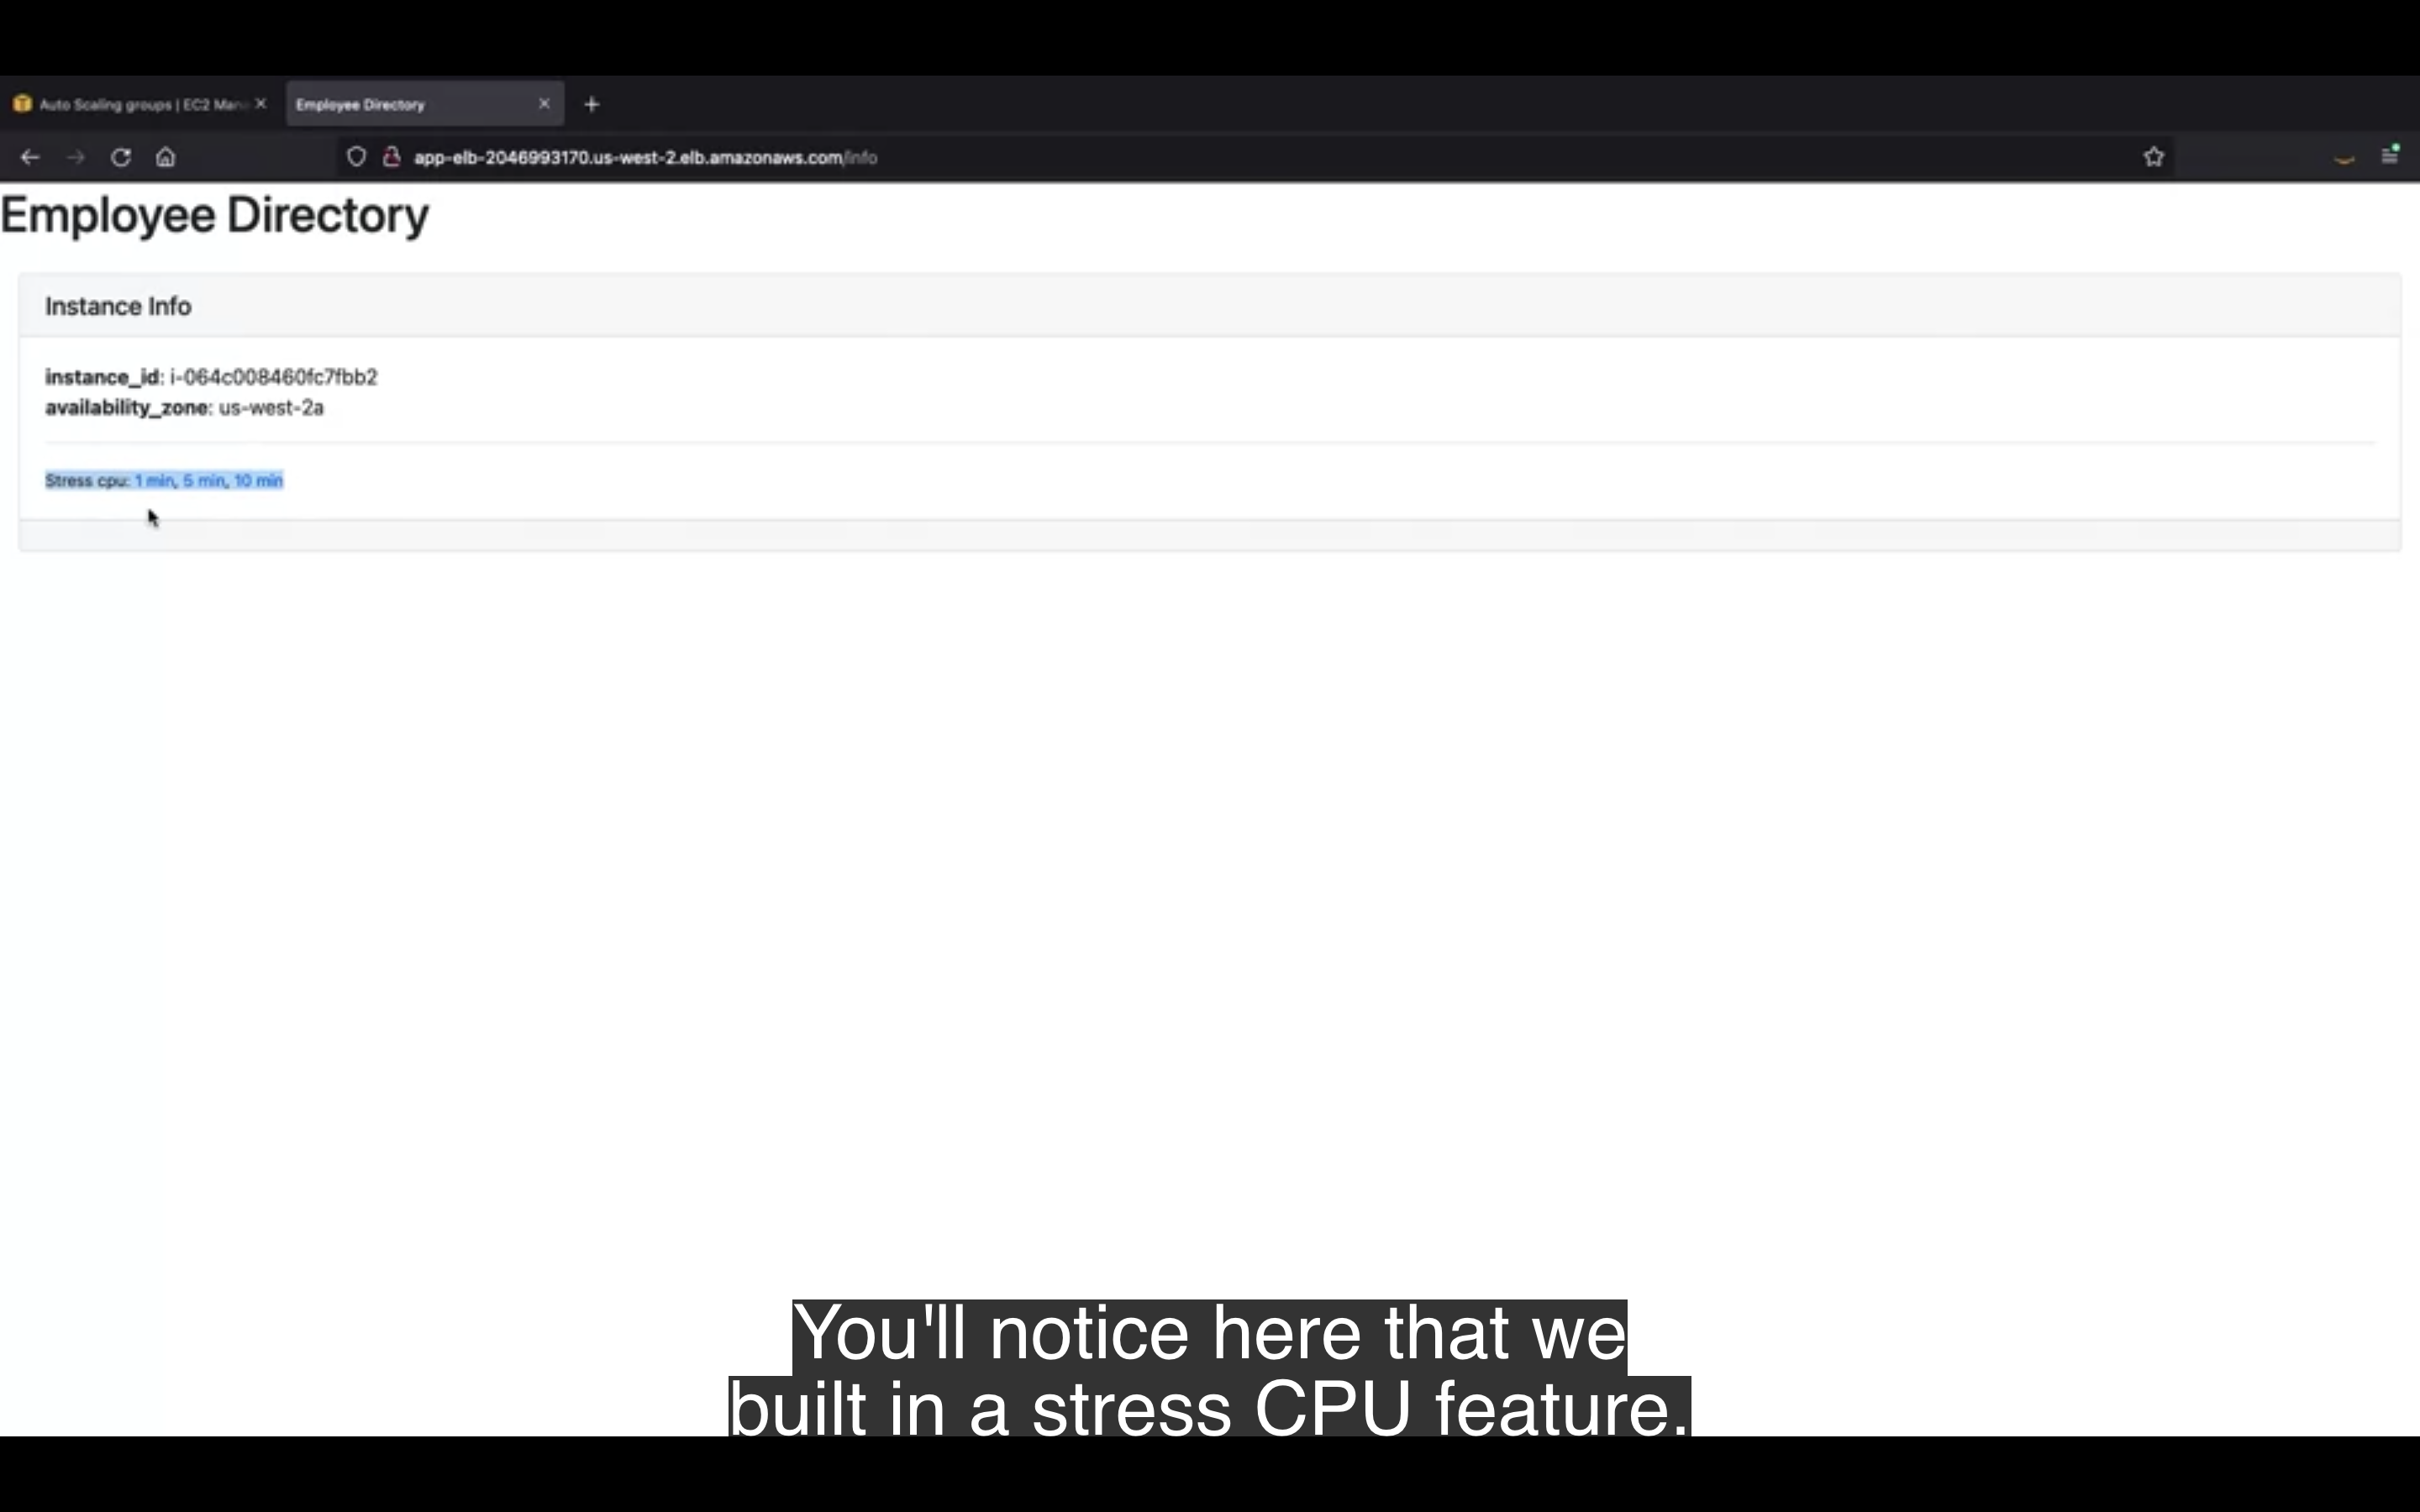 Auto Scaling groups | EC2 Man
Employee Directory
app-elb-2046993170.us-west-2.elb.amazonaws.com/info
Employee Directory
Instance Info
instance_id: i-064c008460fc7fbb2
availability_zone: us-west-2a
Stress cpu: 1 min, 5 min, 10 min
You'll notice here that we
built in a stress CPU feature.